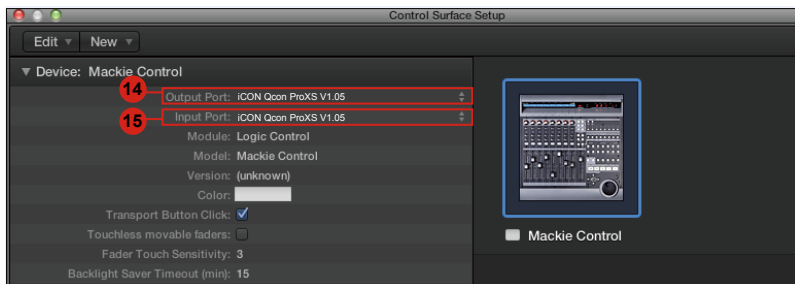 Control Surface Setup
Edit New
Device: Mackie Control
14 Output Port: iCON Qcon ProXS V1.05
15 Input Port: iCON Qcon ProXS V1.05
Module: Logic Control
Model: Mackie Control
Version: (unknown)
Color:
Transport Button Click:
Touchless movable faders:
Fader Touch Sensitivity: 3
Backlight Saver Timeout (min): 15
Mackie Control